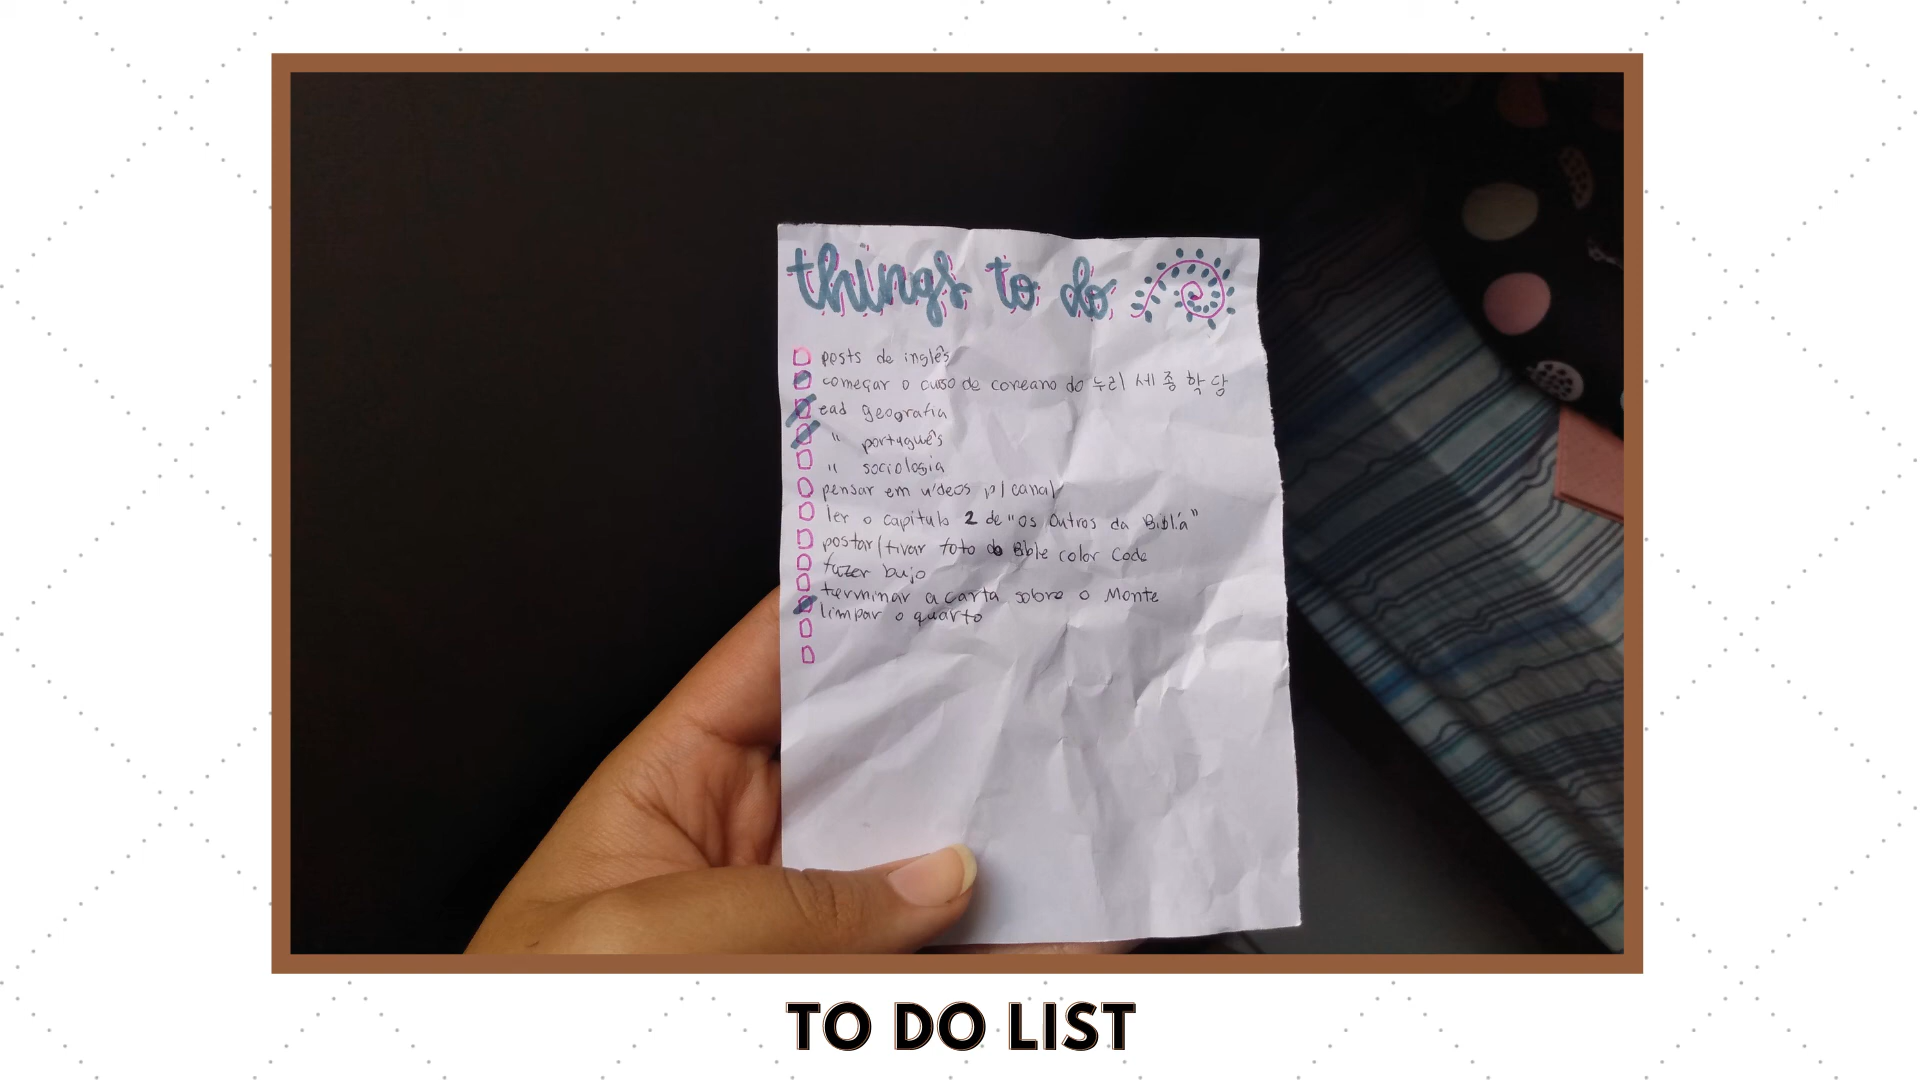 things to do
posts de inglês
começar o curso de coreano do 누리 세종학당
ead geografia
" português
" sociologia
pensar em vídeos p/ canal
ler o capítulo 2 de "Os Outros da Bíblia"
postar/tirar foto do Bible color Code
fazer bujo
terminar a carta sobre o Monte
limpar o quarto
TO DO LIST